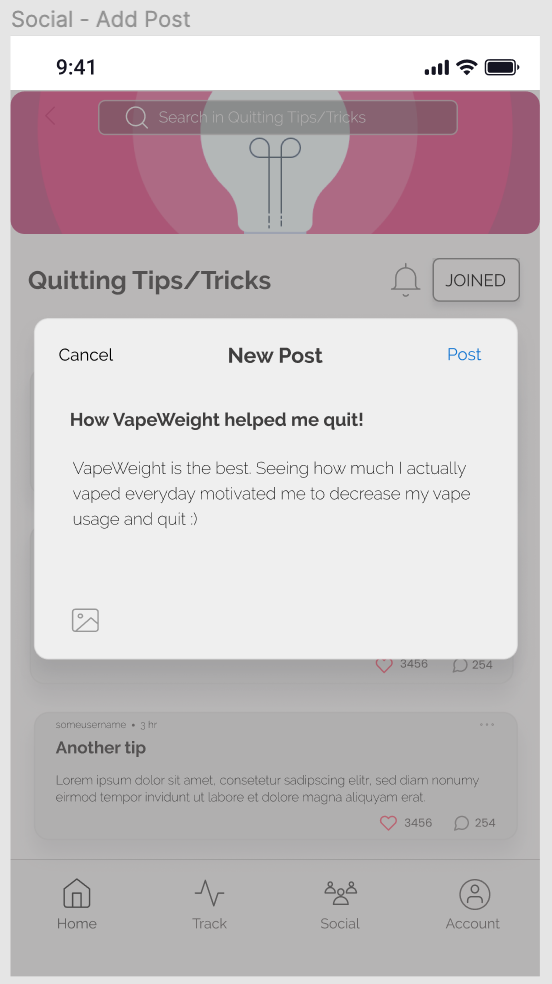 Social - Add Post
9:41
Search in Quitting Tips/Tricks
Quitting Tips/Tricks
JOINED
Cancel
New Post
Post
How VapeWeight helped me quit!
VapeWeight is the best. Seeing how much I actually
vaped everyday motivated me to decrease my vape
usage and quit :)
3456
254
someusername • 3 hr
Another tip
Lorem ipsum dolor sit amet, consetetur sadipscing elitr, sed diam nonumy
eirmod tempor invidunt ut labore et dolore magna aliquyam erat.
3456
254
Home
Track
Social
Account